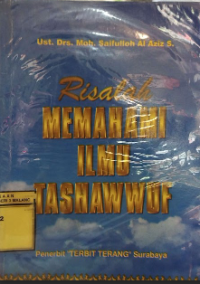 Ust. Drs. Moh. Saifulloh Al Aziz S.
Risalah
MEMAHAMI
ILMU
TASHAWWUF
Penerbit "TERBIT TERANG" Surabaya